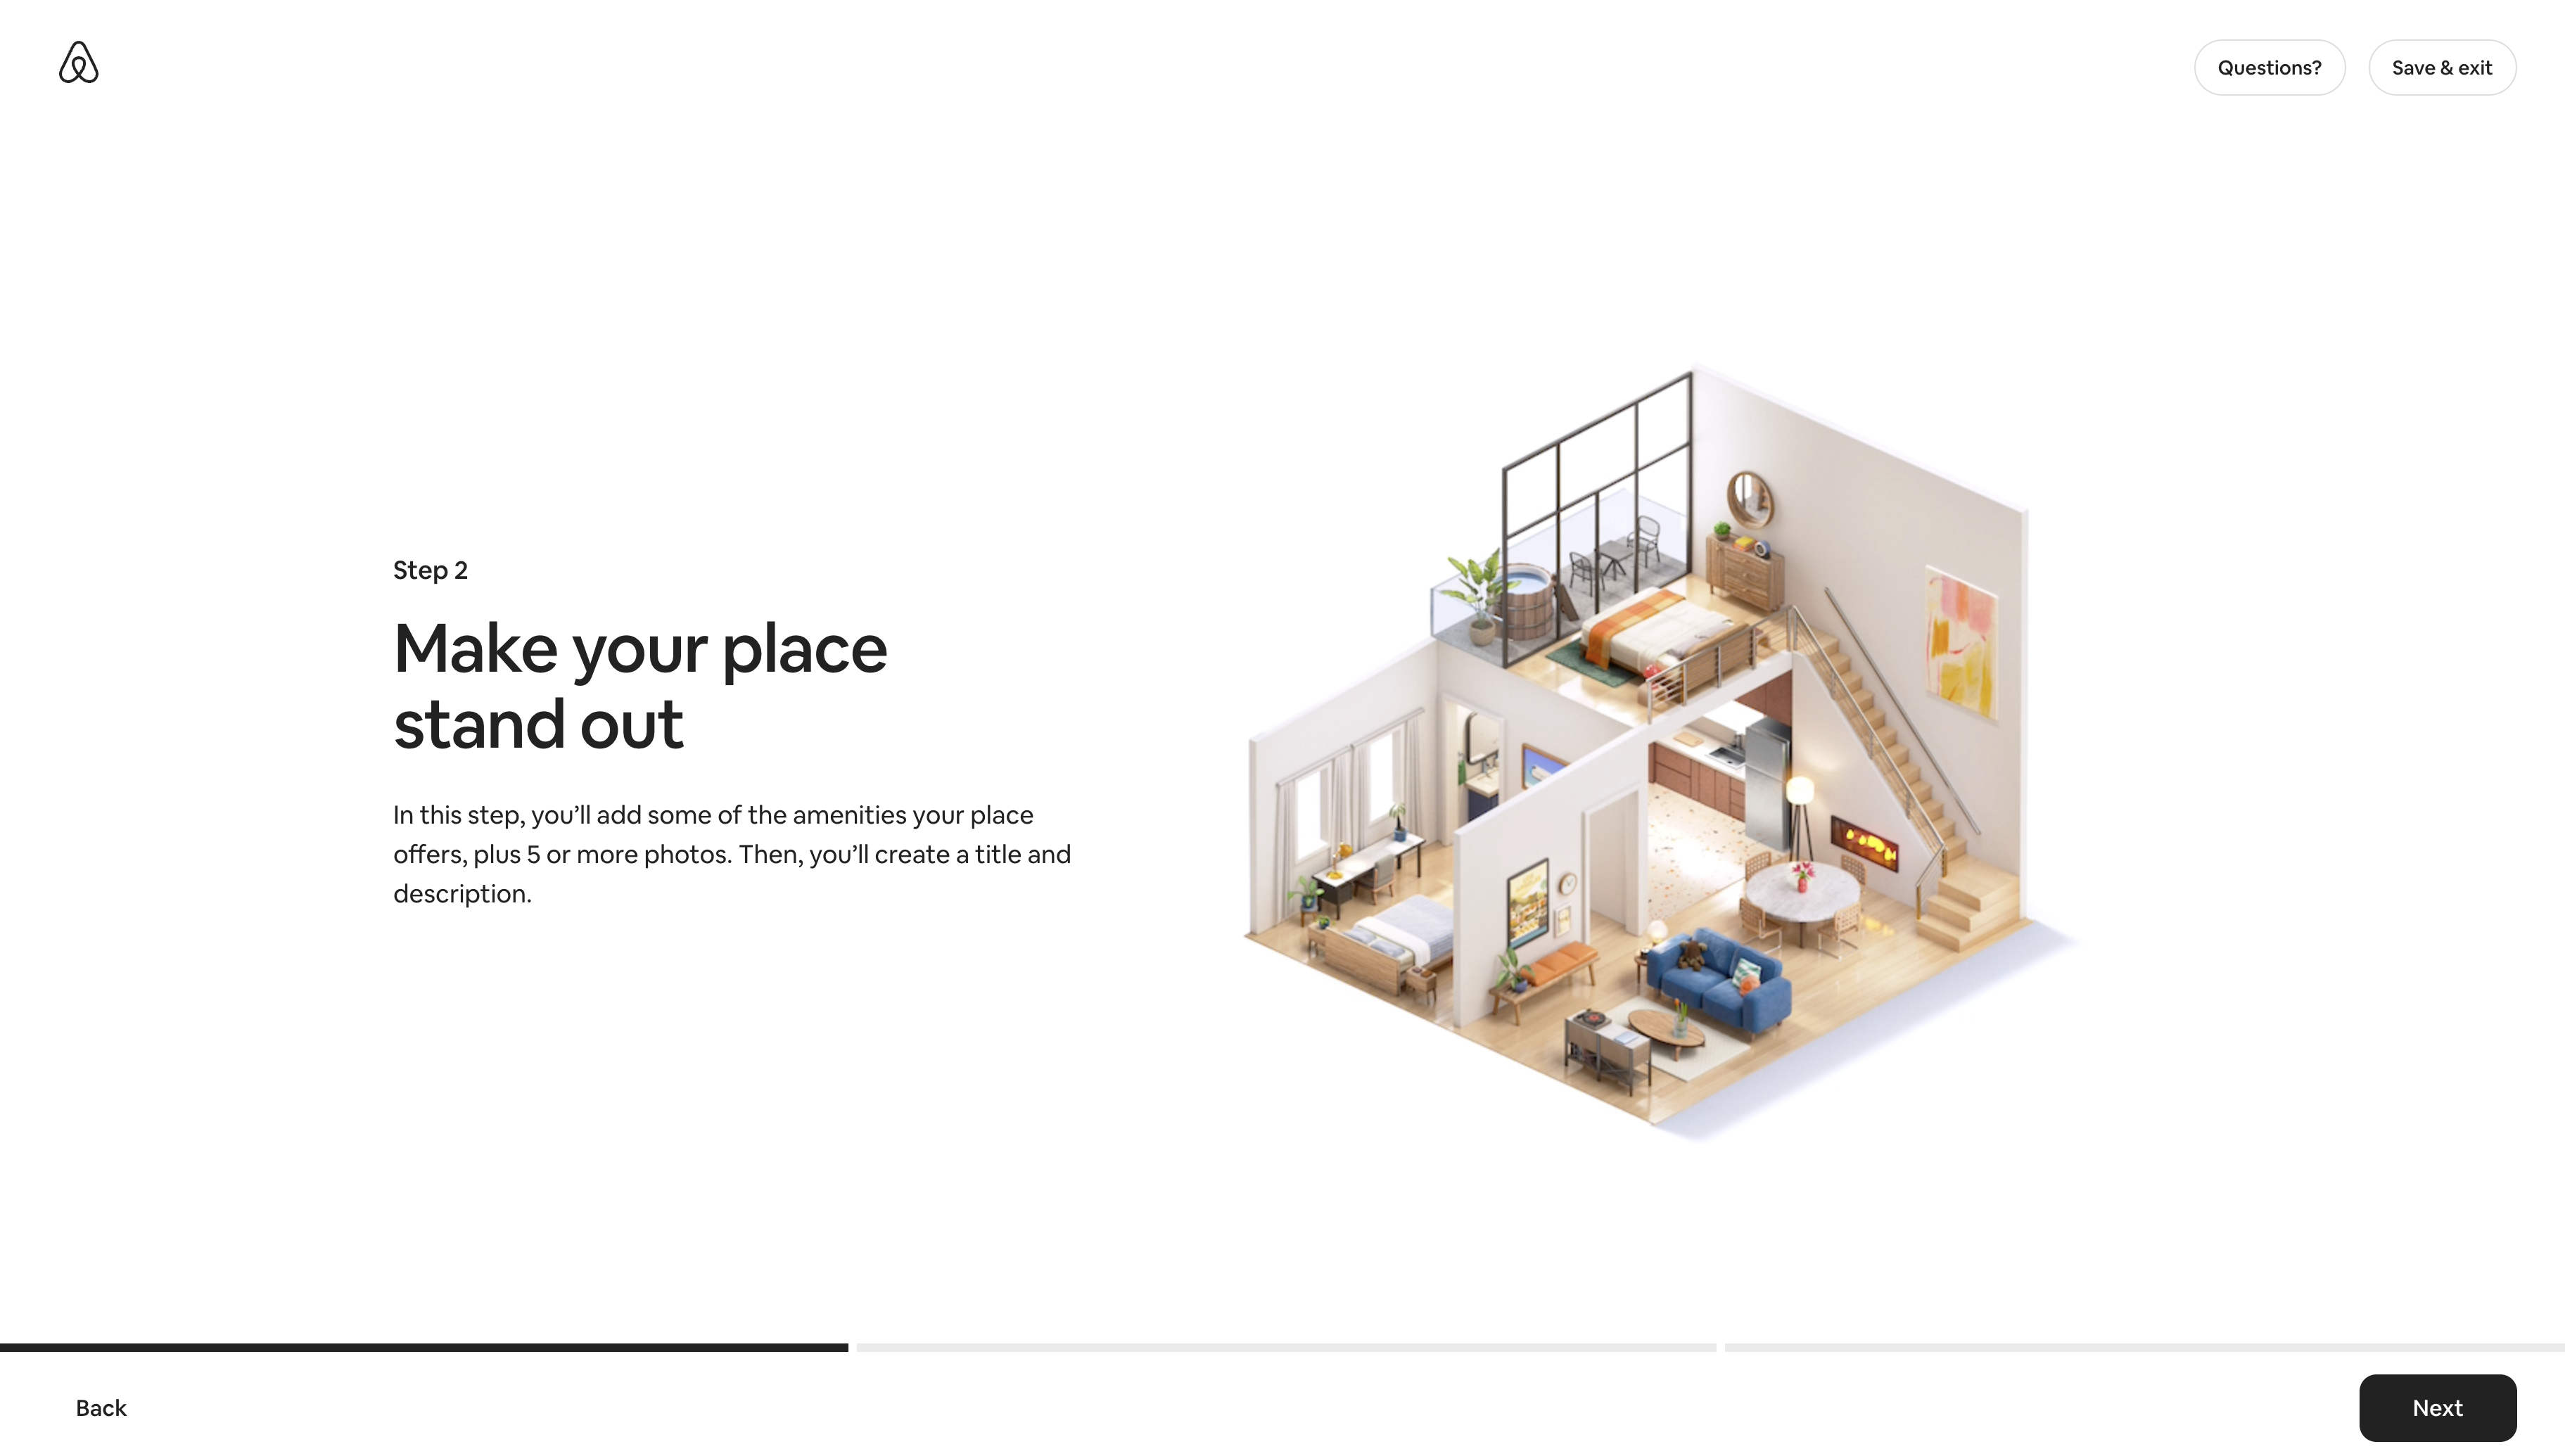 Questions?
Save & exit
Step 2
Make your place
stand out
In this step, you’ll add some of the amenities your place
offers, plus 5 or more photos. Then, you’ll create a title and
description.
Back
Next